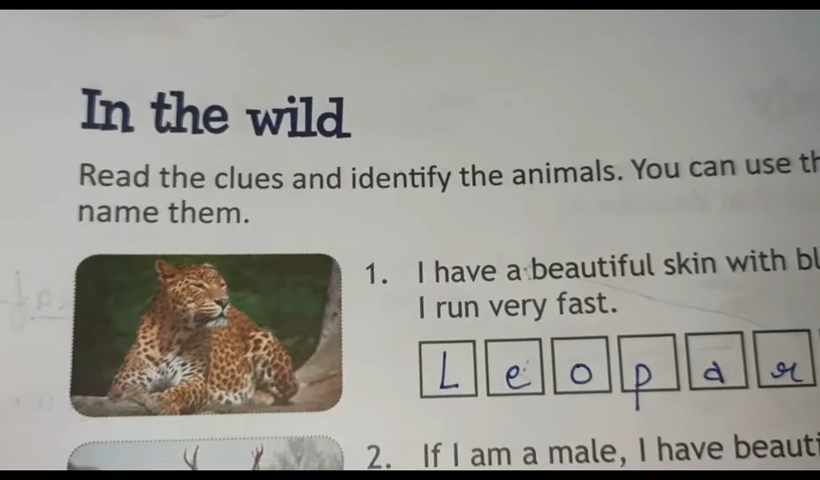 In the wild
Read the clues and identify the animals. You can use th
name them.
1. I have a beautiful skin with bl
I run very fast.
L e o p a r
2. If I am a male, I have beauti